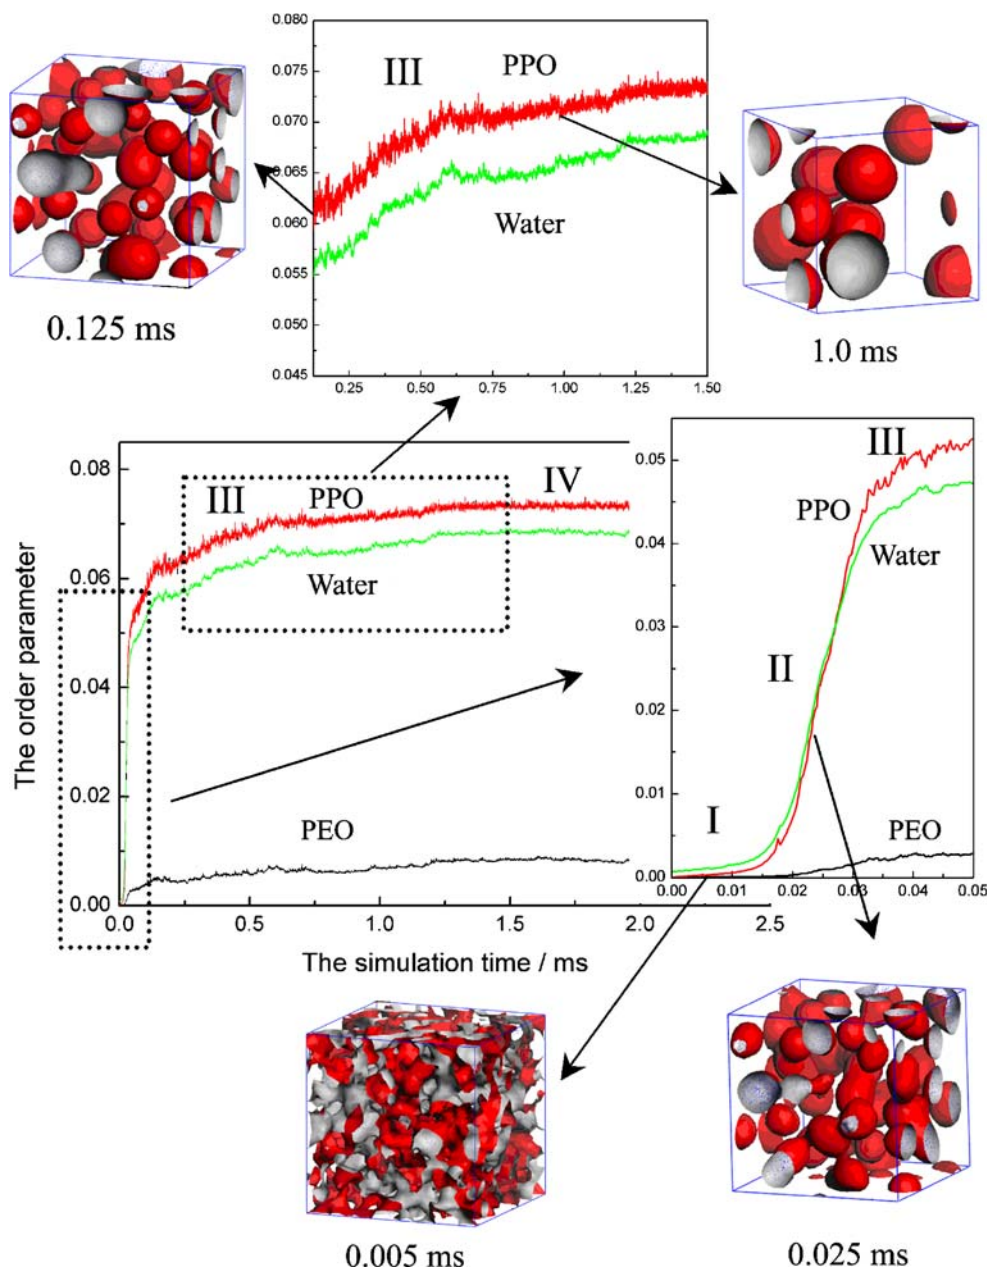 0.080
0.075
0.070
0.065
0.060
0.055
0.050
0.045
III
PPO
Water
0.25 0.50 0.75 1.00 1.25 1.50
0.125 ms
1.0 ms
The order parameter
0.08
0.06
0.04
0.02
0.00
III
PPO
IV
Water
PEO
0.0 0.5 1.0 1.5 2.0 2.5
The simulation time / ms
0.05
0.04
0.03
0.02
0.01
0.00
III
PPO
Water
II
I
PEO
0.00 0.01 0.02 0.03 0.04 0.05
0.005 ms
0.025 ms